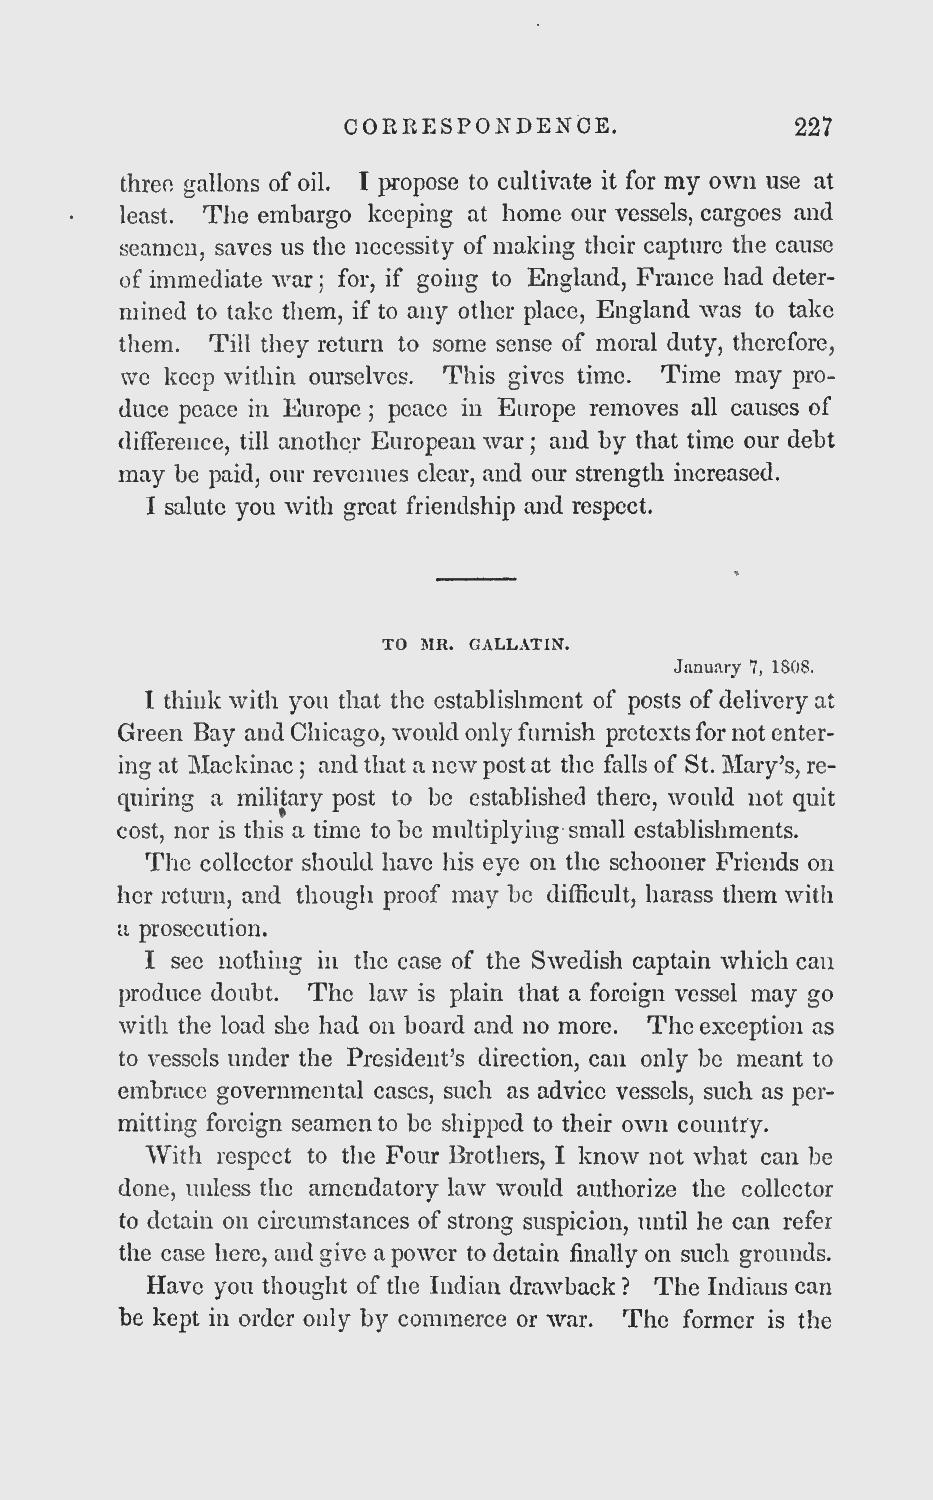 CORRESPONDENCE. 227
three gallons of oil. I propose to cultivate it for my own use at
least. The embargo keeping at home our vessels, cargoes and
seamen, saves us the necessity of making their capture the cause
of immediate war; for, if going to England, France had deter-
mined to take them, if to any other place, England was to take
them. Till they return to some sense of moral duty, therefore,
we keep within ourselves. This gives time. Time may pro-
duce peace in Europe; peace in Europe removes all causes of
difference, till another European war; and by that time our debt
may be paid, our revenues clear, and our strength increased.
I salute you with great friendship and respect.
TO MR. GALLATIN.
January 7, 1808.
I think with you that the establishment of posts of delivery at
Green Bay and Chicago, would only furnish pretexts for not enter-
ing at Mackinac; and that a new post at the falls of St. Mary's, re-
quiring a military post to be established there, would not quit
cost, nor is this a time to be multiplying small establishments.
The collector should have his eye on the schooner Friends on
her return, and though proof may be difficult, harass them with
a prosecution.
I see nothing in the case of the Swedish captain which can
produce doubt. The law is plain that a foreign vessel may go
with the load she had on board and no more. The exception as
to vessels under the President's direction, can only be meant to
embrace governmental cases, such as advice vessels, such as per-
mitting foreign seamen to be shipped to their own country.
With respect to the Four Brothers, I know not what can be
done, unless the amendatory law would authorize the collector
to detain on circumstances of strong suspicion, until he can refer
the case here, and give a power to detain finally on such grounds.
Have you thought of the Indian drawback? The Indians can
be kept in order only by commerce or war. The former is the